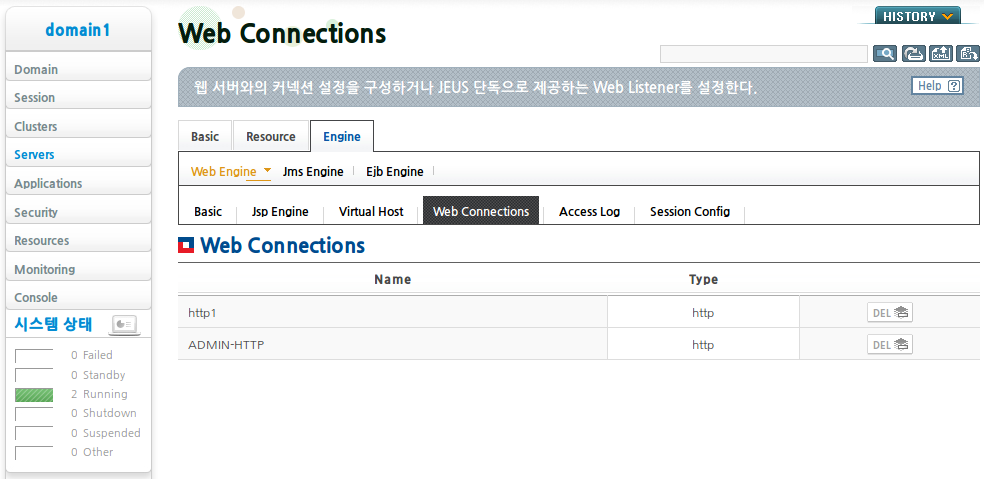 domain1
Domain
Session
Clusters
Servers
Applications
Security
Resources
Monitoring
Console
시스템 상태
0 Failed
0 Standby
2 Running
0 Shutdown
0 Suspended
0 Other
Web Connections
HISTORY
XML
웹 서버와의 커넥션 설정을 구성하거나 JEUS 단독으로 제공하는 Web Listener를 설정한다.
Help ?
Basic Resource Engine
Web Engine Jms Engine Ejb Engine
Basic Jsp Engine Virtual Host Web Connections Access Log Session Config
Web Connections
Name Type
http1 http DEL
ADMIN-HTTP http DEL